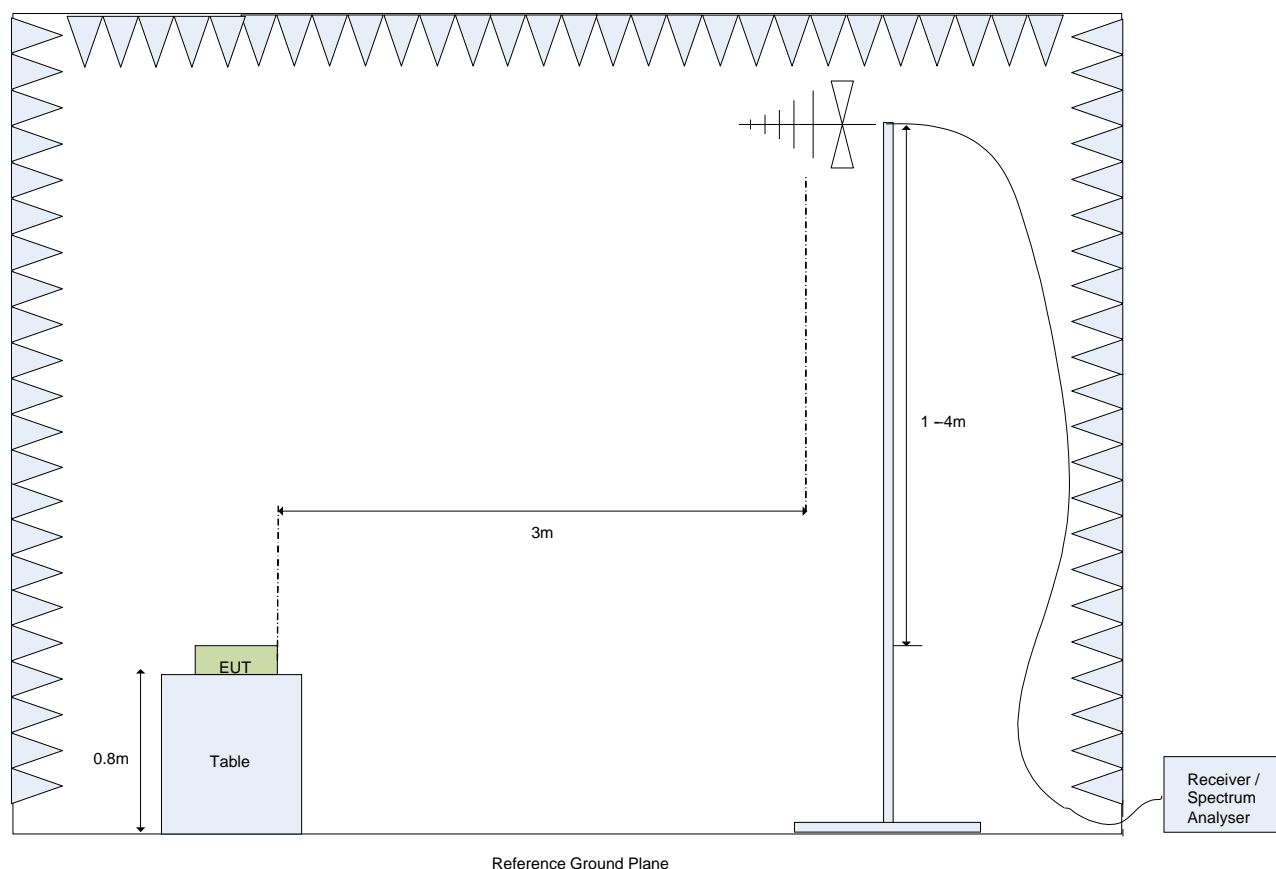 1 –4m
3m
EUT
0.8m
Table
Receiver /
Spectrum
Analyser
Reference Ground Plane